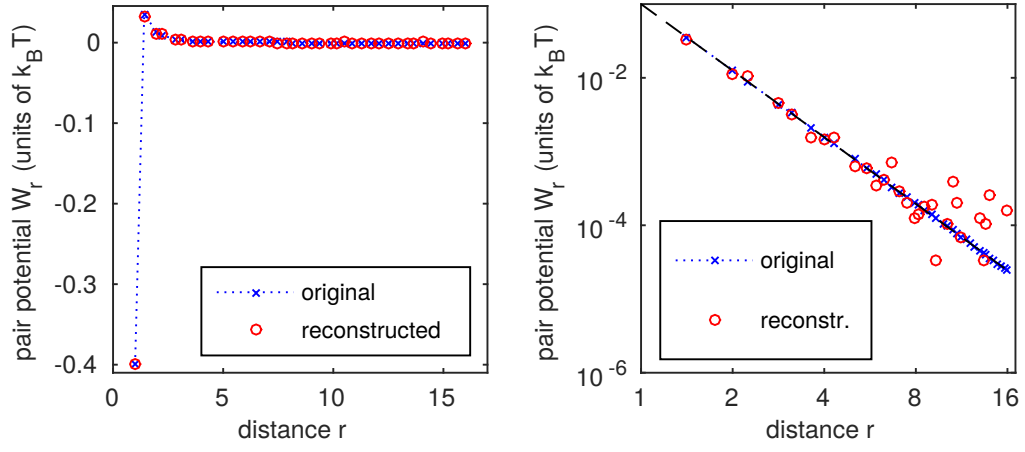 pair potential W_r (units of k_BT)
0
-0.1
-0.2
-0.3
-0.4
original
reconstructed
0 5 10 15
distance r
pair potential W_r (units of k_BT)
10^-2
10^-4
10^-6
original
reconstr.
1 2 4 8 16
distance r